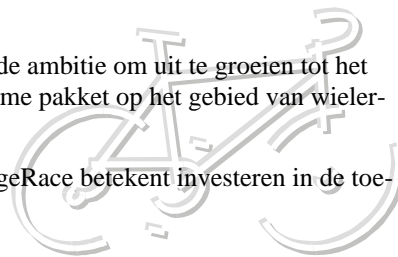 de ambitie om uit te groeien tot het
me pakket op het gebied van wieler-
geRace betekent investeren in de toe-